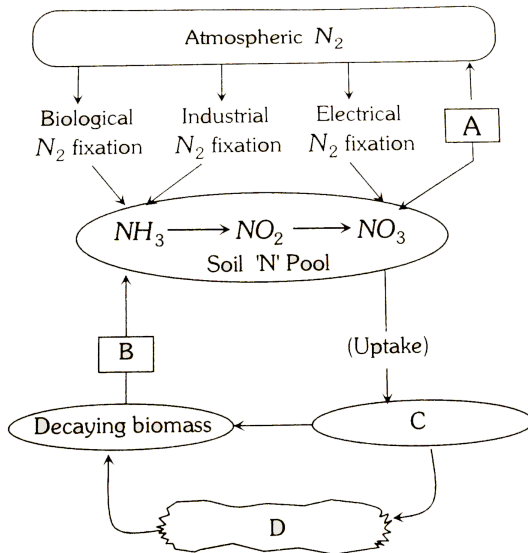 Atmospheric N₂
Biological
N₂ fixation
Industrial
N₂ fixation
Electrical
N₂ fixation
A
NH₃ NO₂ NO₃
Soil 'N' Pool
B
(Uptake)
Decaying biomass
C
D